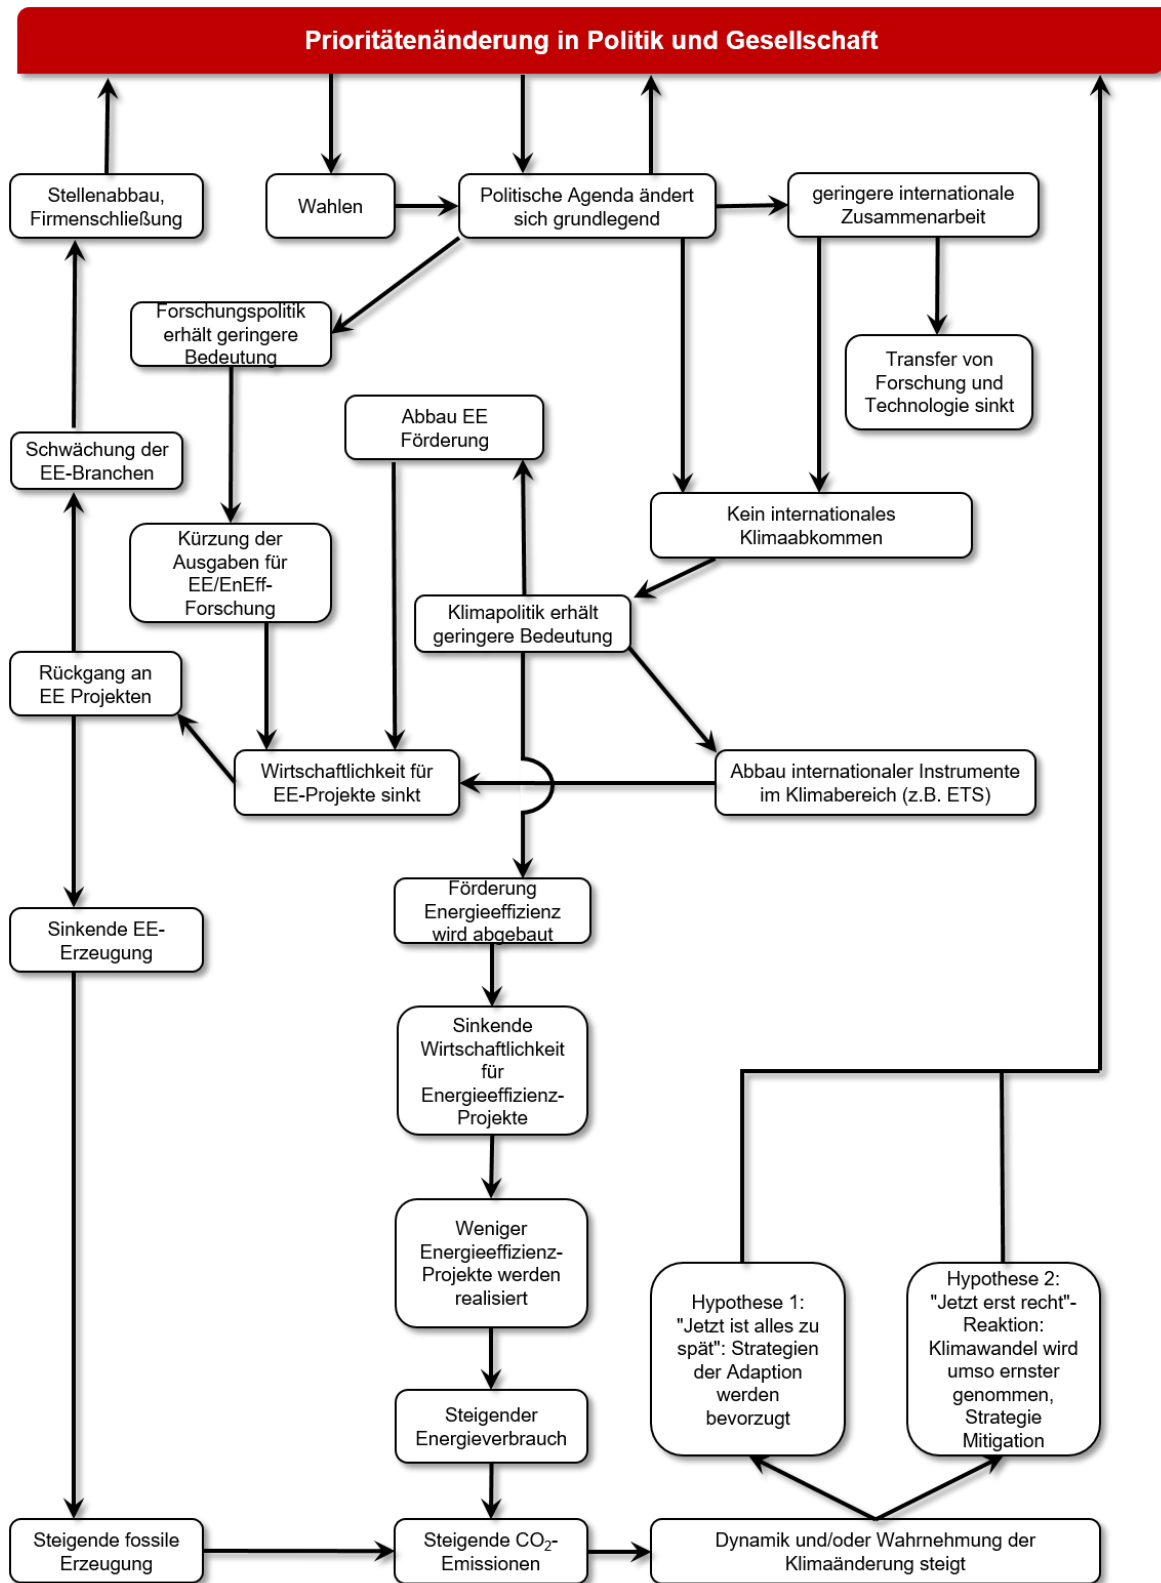 Prioritätenänderung in Politik und Gesellschaft
Stellenabbau,
Firmenschließung
Wahlen
Politische Agenda ändert
sich grundlegend
geringere internationale
Zusammenarbeit
Forschungspolitik
erhält geringere
Bedeutung
Transfer von
Forschung und
Technologie sinkt
Abbau EE
Förderung
Schwächung der
EE-Branchen
Kein internationales
Klimaabkommen
Kürzung der
Ausgaben für
EE/EnEff-
Forschung
Klimapolitik erhält
geringere Bedeutung
Rückgang an
EE Projekten
Wirtschaftlichkeit für
EE-Projekte sinkt
Abbau internationaler Instrumente
im Klimabereich (z.B. ETS)
Förderung
Energieeffizienz
wird abgebaut
Sinkende EE-
Erzeugung
Sinkende
Wirtschaftlichkeit
für
Energieeffizienz-
Projekte
Weniger
Energieeffizienz-
Projekte werden
realisiert
Hypothese 1:
"Jetzt ist alles zu
spät": Strategien
der Adaption
werden
bevorzugt
Hypothese 2:
"Jetzt erst recht"-
Reaktion:
Klimawandel wird
umso ernster
genommen,
Strategie
Mitigation
Steigender
Energieverbrauch
Steigende fossile
Erzeugung
Steigende CO₂-
Emissionen
Dynamik und/oder Wahrnehmung der
Klimaänderung steigt